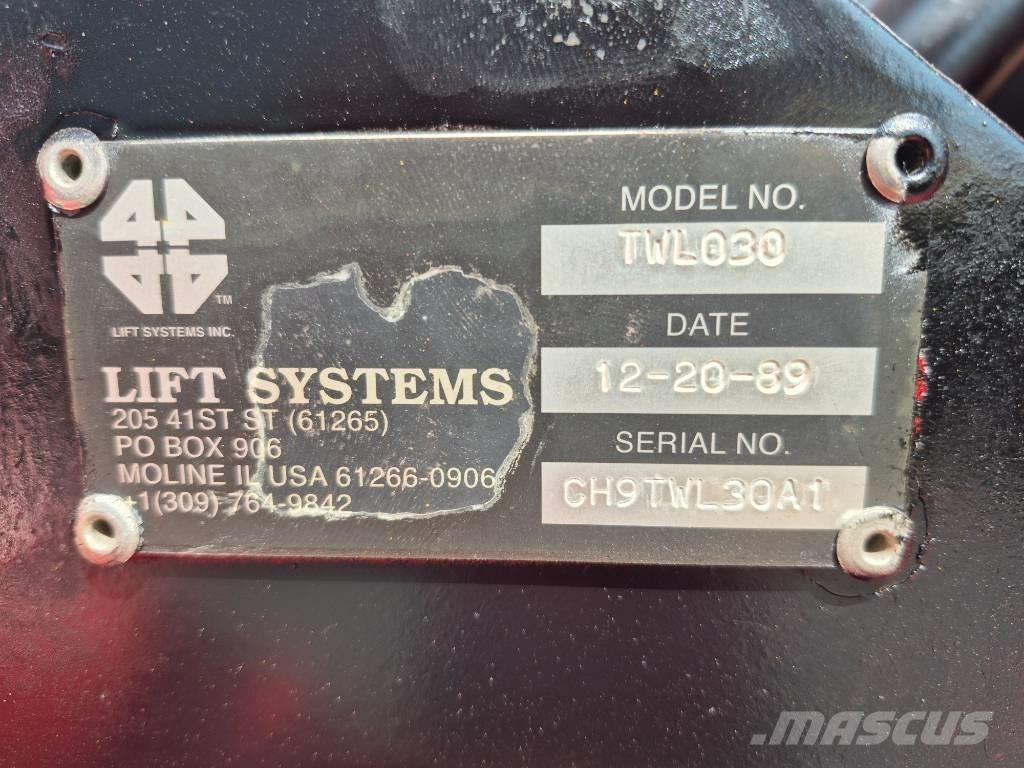 TM
LIFT SYSTEMS INC.
LIFT SYSTEMS
205 41ST ST (61265)
PO BOX 906
MOLINE IL USA 61266-0906
+1(309) 764-9842
MODEL NO.
TWL030
DATE
12-20-89
SERIAL NO.
CH9TWL30A1
MASCUS